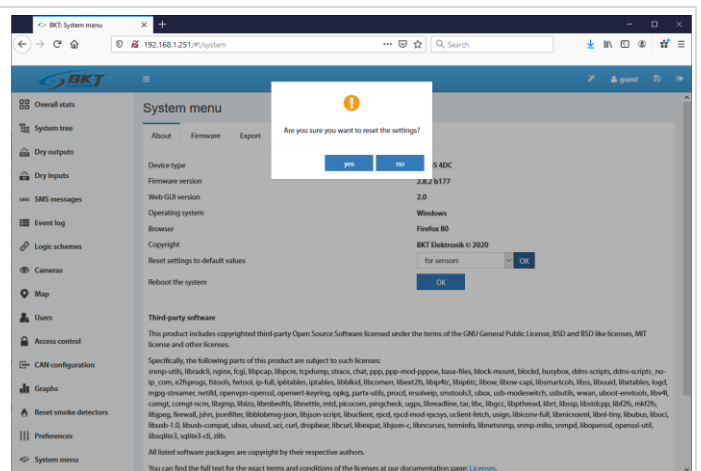 BKT: System menu
192.168.1.251/#!/system
Search
BKT
guest
Overall stats
System tree
Dry outputs
Dry inputs
SMS
SMS messages
Event log
Logic schemes
Cameras
Map
Users
Access control
CAN configuration
Graphs
Reset smoke detectors
Preferences
System menu
System menu
About Firmware Export
Are you sure you want to reset the settings?
yes no
Device type 4DC
Firmware version 2.8.2 b177
Web GUI version 2.0
Operating system Windows
Browser Firefox 80
Copyright BKT Elektronik © 2020
Reset settings to default values for sensors OK
Reboot the system OK
Third-party software
This product includes copyrighted third-party Open Source Software licensed under the terms of the GNU General Public License, BSD and BSD like licenses, MIT
license and other licenses.
Specifically, the following parts of this product are subject to such licenses:
snmp-utils, libradcli, nginx, fcgi, libpcap, libpcre, tcpdump, strace, chat, ppp, ppp-mod-pppoe, base-files, block-mount, blockd, busybox, ddns-scripts, ddns-scripts_no-
ip_com, e2fsprogs, fstools, fwtool, ip-full, ip6tables, iptables, libblkid, libcomerr, libext2fs, libip4tc, libip6tc, libiow, libow-capi, libsmartcols, libss, libuuid, libxtables, logd,
mjpg-streamer, netifd, openvpn-openssl, openwrt-keyring, opkg, partx-utils, procd, resolveip, smstools3, ubox, usb-modeswitch, usbutils, wwan, uboot-envtools, libv4l,
comgt, comgt-ncm, libgmp, libzo, libmbedtls, libnettle, mtd, picocom, pingcheck, ugps, libreadline, tar, libc, libgcc, libpthread, librt, libssp, libstdcpp, libf2fs, mkf2fs,
libjpeg, firewall, jshn, jsonfilter, libblobmsg-json, libjson-script, libuclient, rpcd, rpcd-mod-rpcsys, uclient-fetch, usign, libiconv-full, libmicroxml, libnl-tiny, libubus, libuci,
libusb-1.0, libusb-compat, ubus, ubusd, uci, curl, dropbear, libcurl, libexpat, libjson-c, libncurses, terminfo, libnetsnmp, snmp-mibs, snmpd, libopenssl, openssl-util,
libsqlite3, sqlite3-cli, zlib.
All listed software packages are copyright by their respective authors.
You can find the full text for the exact terms and conditions of the licenses at our documentation page: Licenses.